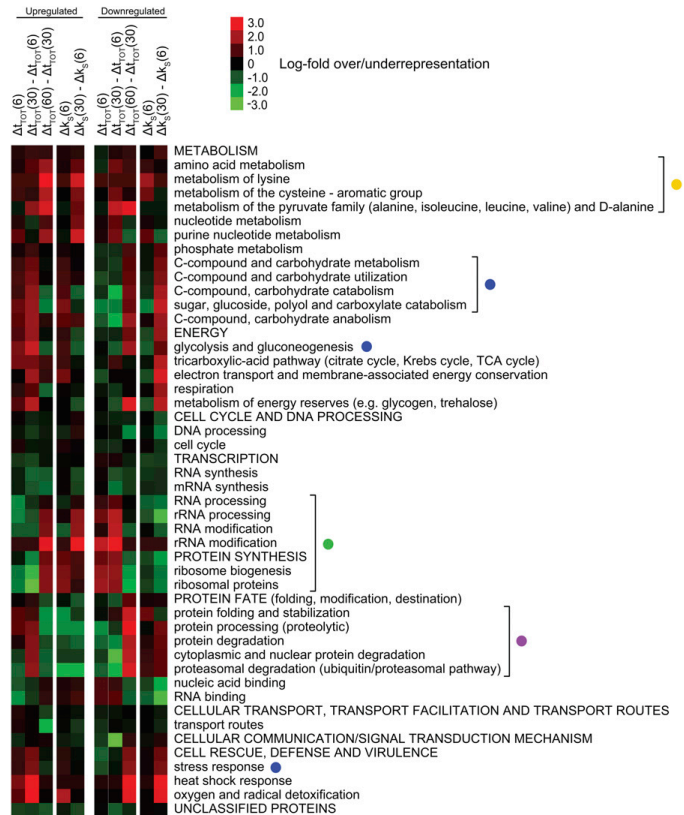 Upregulated
Downregulated
Δt_TOT(6)
Δt_TOT(30) - Δt_TOT(6)
Δt_TOT(60) - Δt_TOT(30)
Δk_S(6)
Δk_S(30) - Δk_S(6)
Δt_TOT(6)
Δt_TOT(30) - Δt_TOT(6)
Δt_TOT(60) - Δt_TOT(30)
Δk_S(6)
Δk_S(30) - Δk_S(6)
3.0
2.0
1.0
0
-1.0
-2.0
-3.0
Log-fold over/underrepresentation
METABOLISM
amino acid metabolism
metabolism of lysine
metabolism of the cysteine - aromatic group
metabolism of the pyruvate family (alanine, isoleucine, leucine, valine) and D-alanine
nucleotide metabolism
purine nucleotide metabolism
phosphate metabolism
C-compound and carbohydrate metabolism
C-compound and carbohydrate utilization
C-compound, carbohydrate catabolism
sugar, glucoside, polyol and carboxylate catabolism
C-compound, carbohydrate anabolism
ENERGY
glycolysis and gluconeogenesis
tricarboxylic-acid pathway (citrate cycle, Krebs cycle, TCA cycle)
electron transport and membrane-associated energy conservation
respiration
metabolism of energy reserves (e.g. glycogen, trehalose)
CELL CYCLE AND DNA PROCESSING
DNA processing
cell cycle
TRANSCRIPTION
RNA synthesis
mRNA synthesis
RNA processing
rRNA processing
RNA modification
rRNA modification
PROTEIN SYNTHESIS
ribosome biogenesis
ribosomal proteins
PROTEIN FATE (folding, modification, destination)
protein folding and stabilization
protein processing (proteolytic)
protein degradation
cytoplasmic and nuclear protein degradation
proteasomal degradation (ubiquitin/proteasomal pathway)
nucleic acid binding
RNA binding
CELLULAR TRANSPORT, TRANSPORT FACILITATION AND TRANSPORT ROUTES
transport routes
CELLULAR COMMUNICATION/SIGNAL TRANSDUCTION MECHANISM
CELL RESCUE, DEFENSE AND VIRULENCE
stress response
heat shock response
oxygen and radical detoxification
UNCLASSIFIED PROTEINS